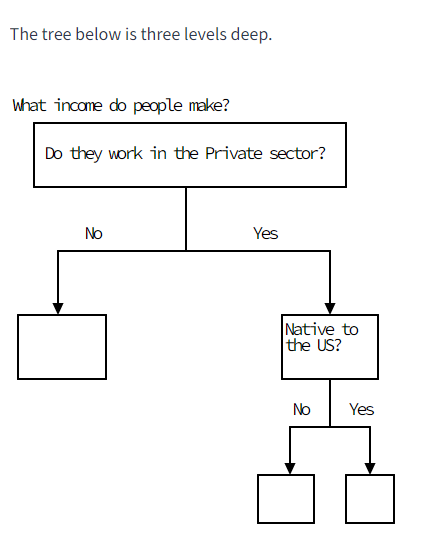 The tree below is three levels deep.
What income do people make?
Do they work in the Private sector?
No
Yes
Native to
the US?
No
Yes